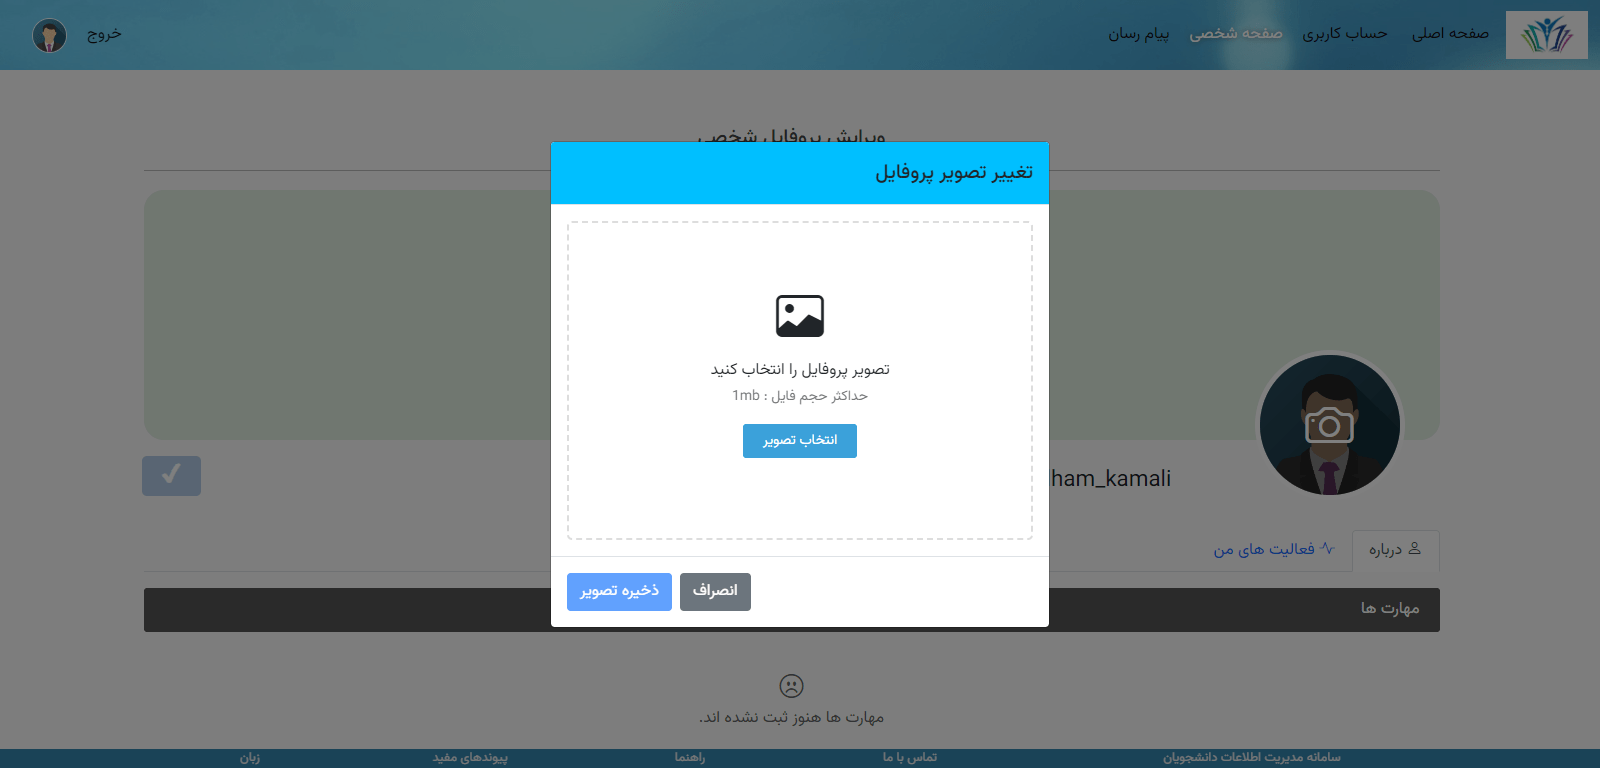 صفحه اصلی
حساب کاربری
صفحه شخصی
پیام رسان
خروج
ویرایش پروفایل شخصی
تغییر تصویر پروفایل
تصویر پروفایل را انتخاب کنید
حداکثر حجم فایل : 1mb
انتخاب تصویر
انصراف
ذخیره تصویر
ham_kamali
درباره
فعالیت های من
مهارت ها
مهارت ها هنوز ثبت نشده اند.
سامانه مدیریت اطلاعات دانشجویان
تماس با ما
راهنما
پیوندهای مفید
زبان